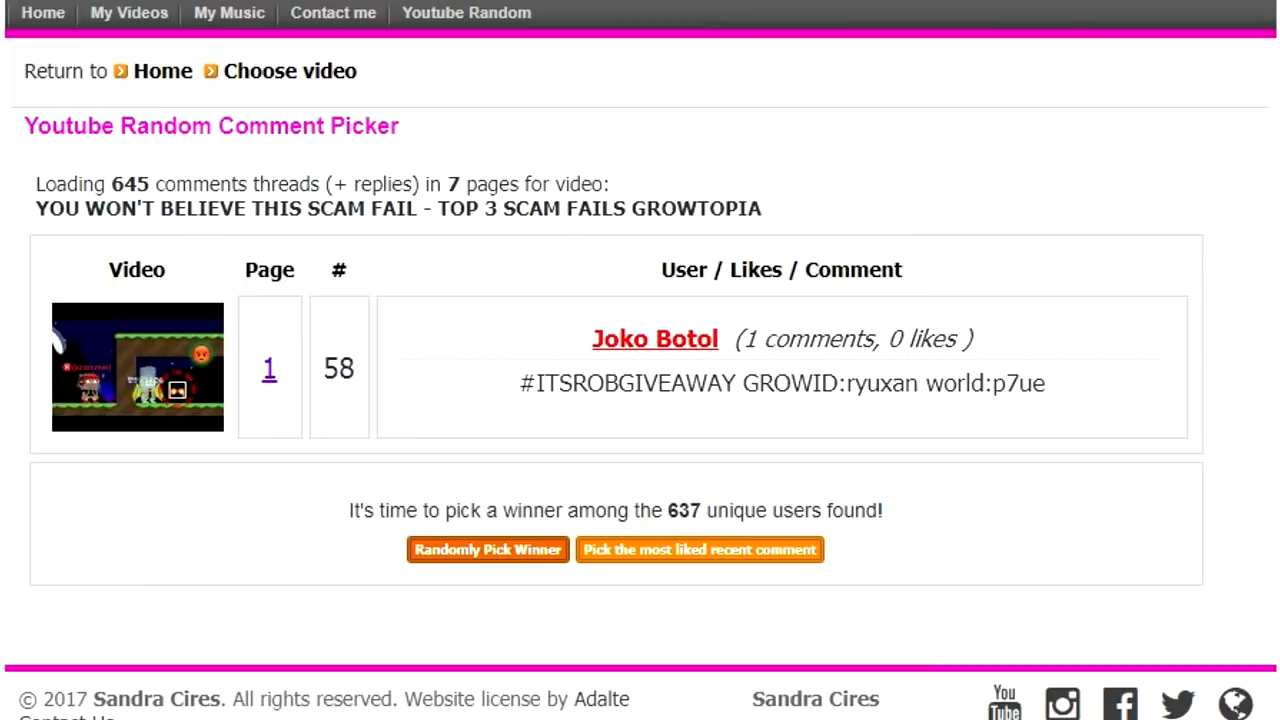 Home My Videos My Music Contact me Youtube Random
Return to Home Choose video
Youtube Random Comment Picker
Loading 645 comments threads (+ replies) in 7 pages for video:
YOU WON'T BELIEVE THIS SCAM FAIL - TOP 3 SCAM FAILS GROWTOPIA
Video Page # User / Likes / Comment
1 58
Joko Botol (1 comments, 0 likes )
#ITSROBGIVEAWAY GROWID:ryuxan world:p7ue
It's time to pick a winner among the 637 unique users found!
Randomly Pick Winner Pick the most liked recent comment
© 2017 Sandra Cires. All rights reserved. Website license by Adalte
Contact Us
Sandra Cires
You Tube